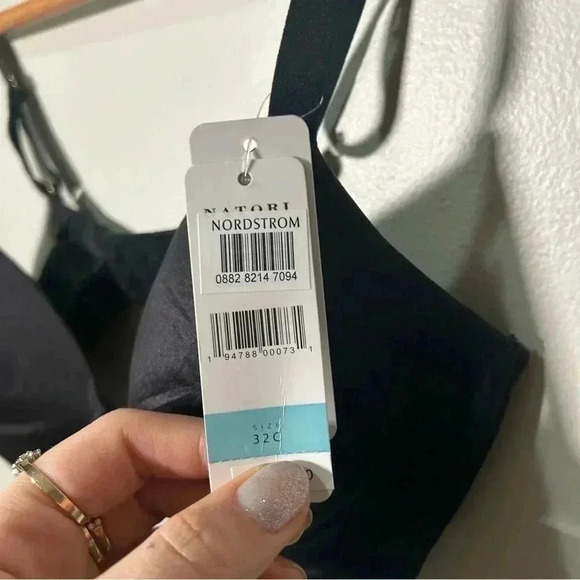 NATORI
NORDSTROM
0882 8214 7094
1 94788 00073 1
SIZE
32C